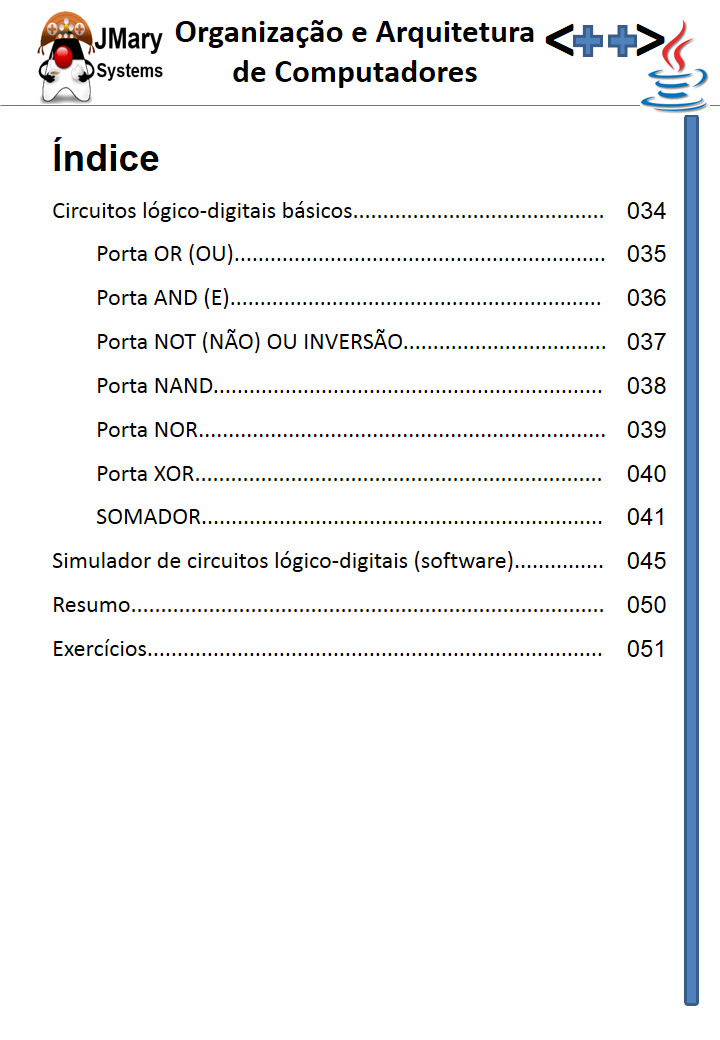 JMary
Systems
Organização e Arquitetura
de Computadores
<++>
Índice
Circuitos lógico-digitais básicos.......................................... 034
Porta OR (OU).............................................................. 035
Porta AND (E).............................................................. 036
Porta NOT (NÃO) OU INVERSÃO.................................. 037
Porta NAND................................................................. 038
Porta NOR.................................................................... 039
Porta XOR.................................................................... 040
SOMADOR................................................................... 041
Simulador de circuitos lógico-digitais (software)............... 045
Resumo............................................................................... 050
Exercícios............................................................................ 051